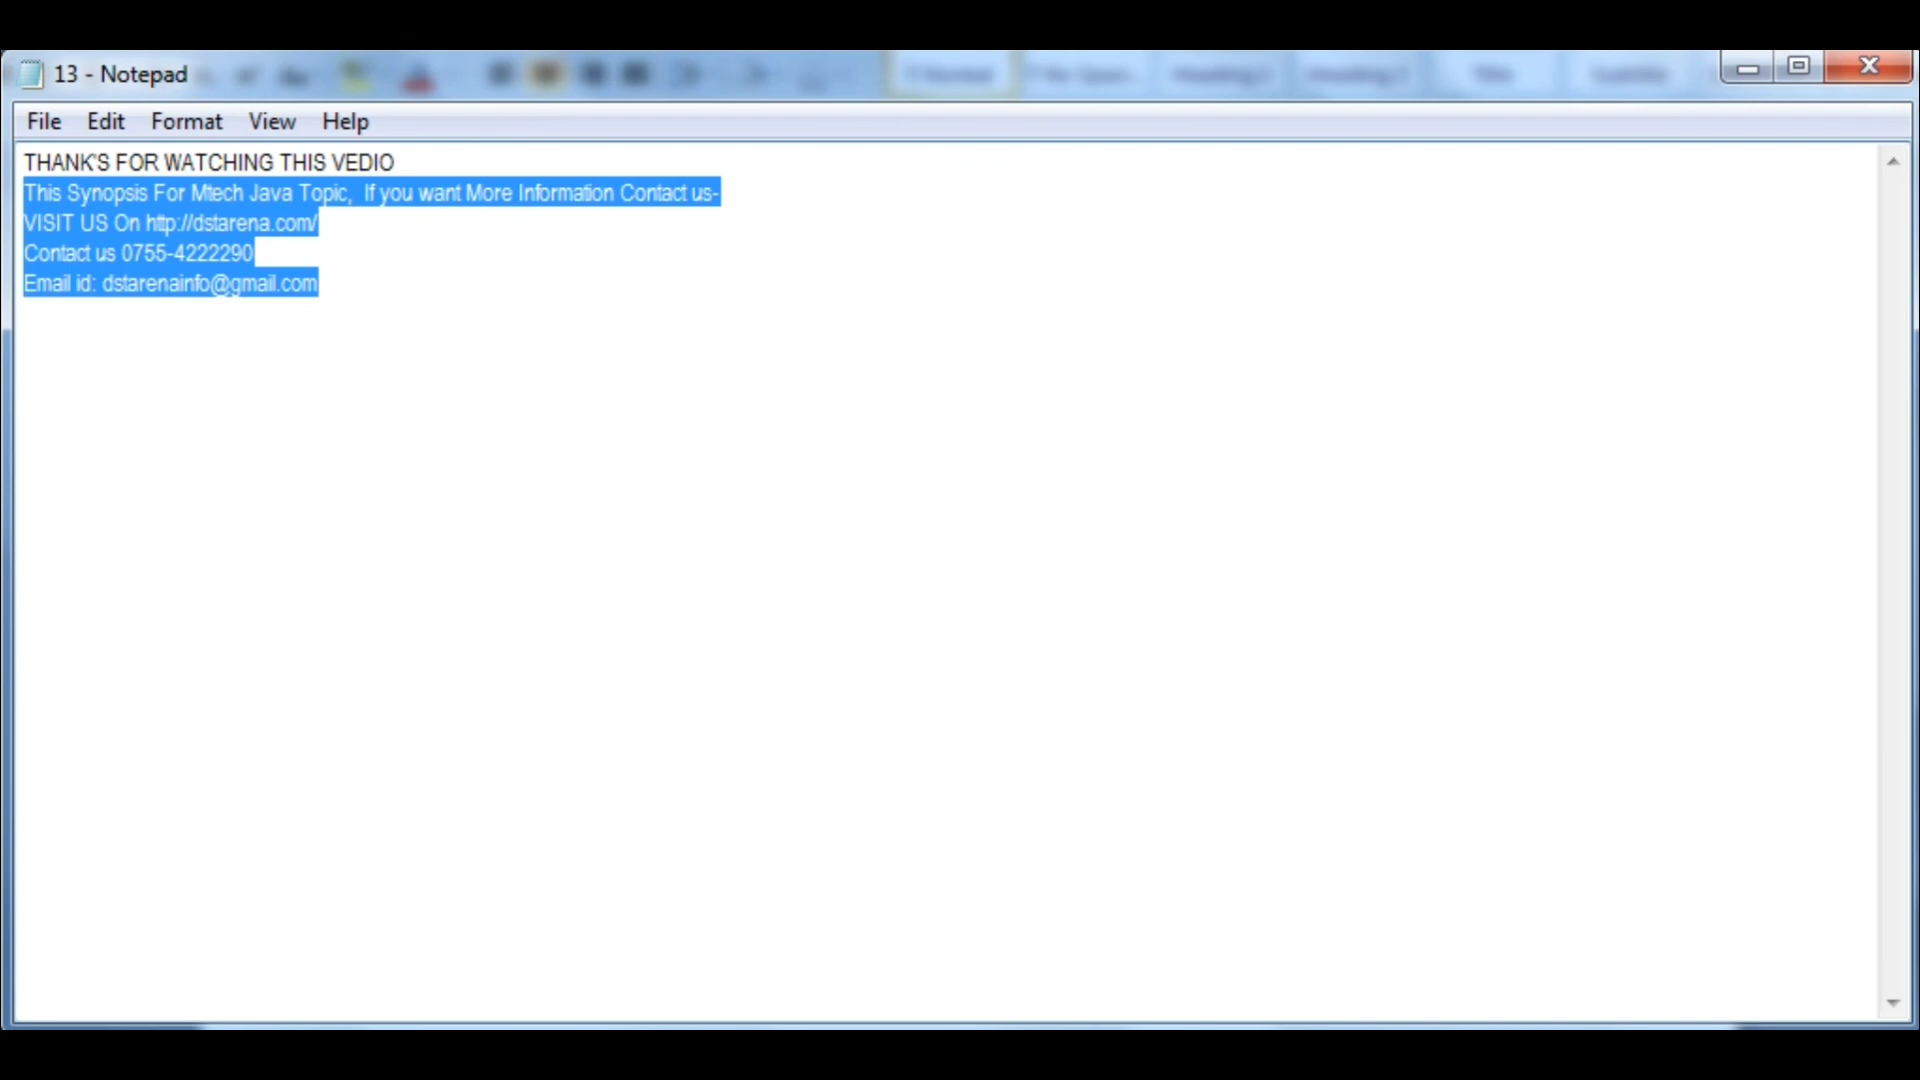 13 - Notepad
File Edit Format View Help
THANK'S FOR WATCHING THIS VEDIO
This Synopsis For Mtech Java Topic,  If you want More Information Contact us-
VISIT US On http://dstarena.com/
Contact us 0755-4222290
Email id: dstarenainfo@gmail.com